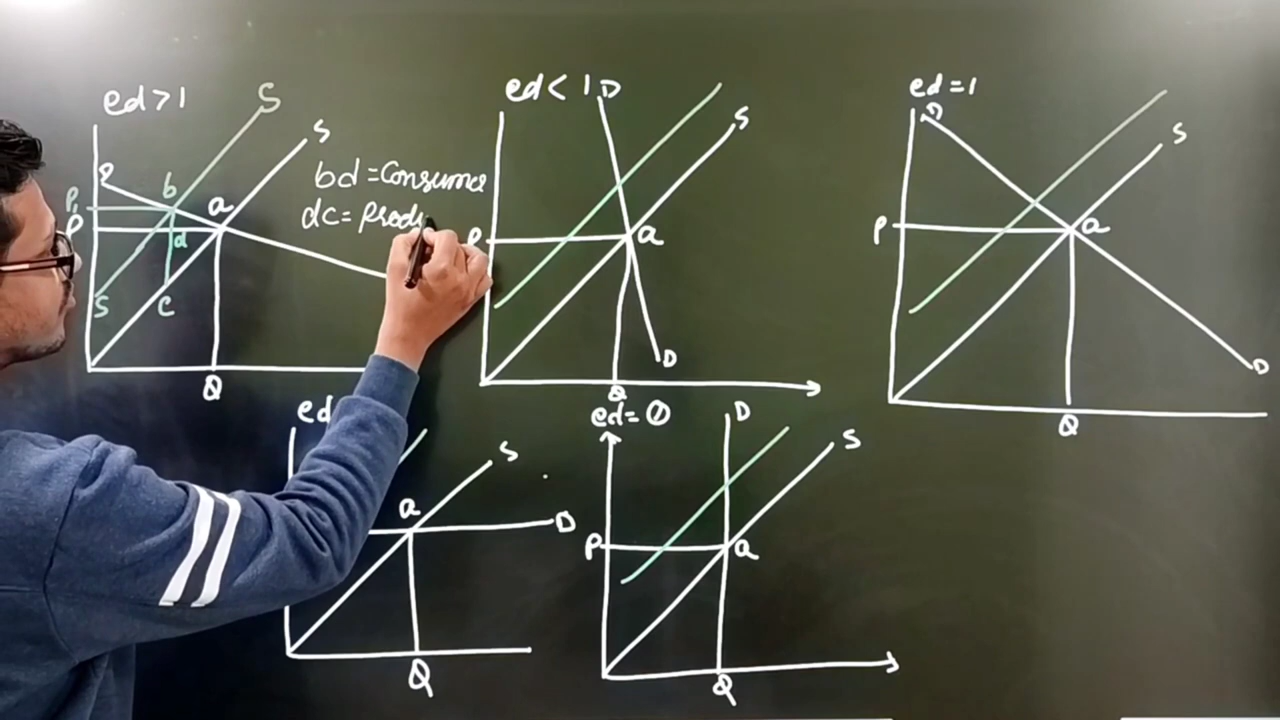 ed > 1
S
S
P1
P
b
a
d
S
C
Q
bd = Consumer
dc = Prod
ed < 1
D
S
P
a
D
Q
ed = 1
D
S
P
a
D
Q
ed
S
a
D
Q
ed = 0
D
S
P
a
Q